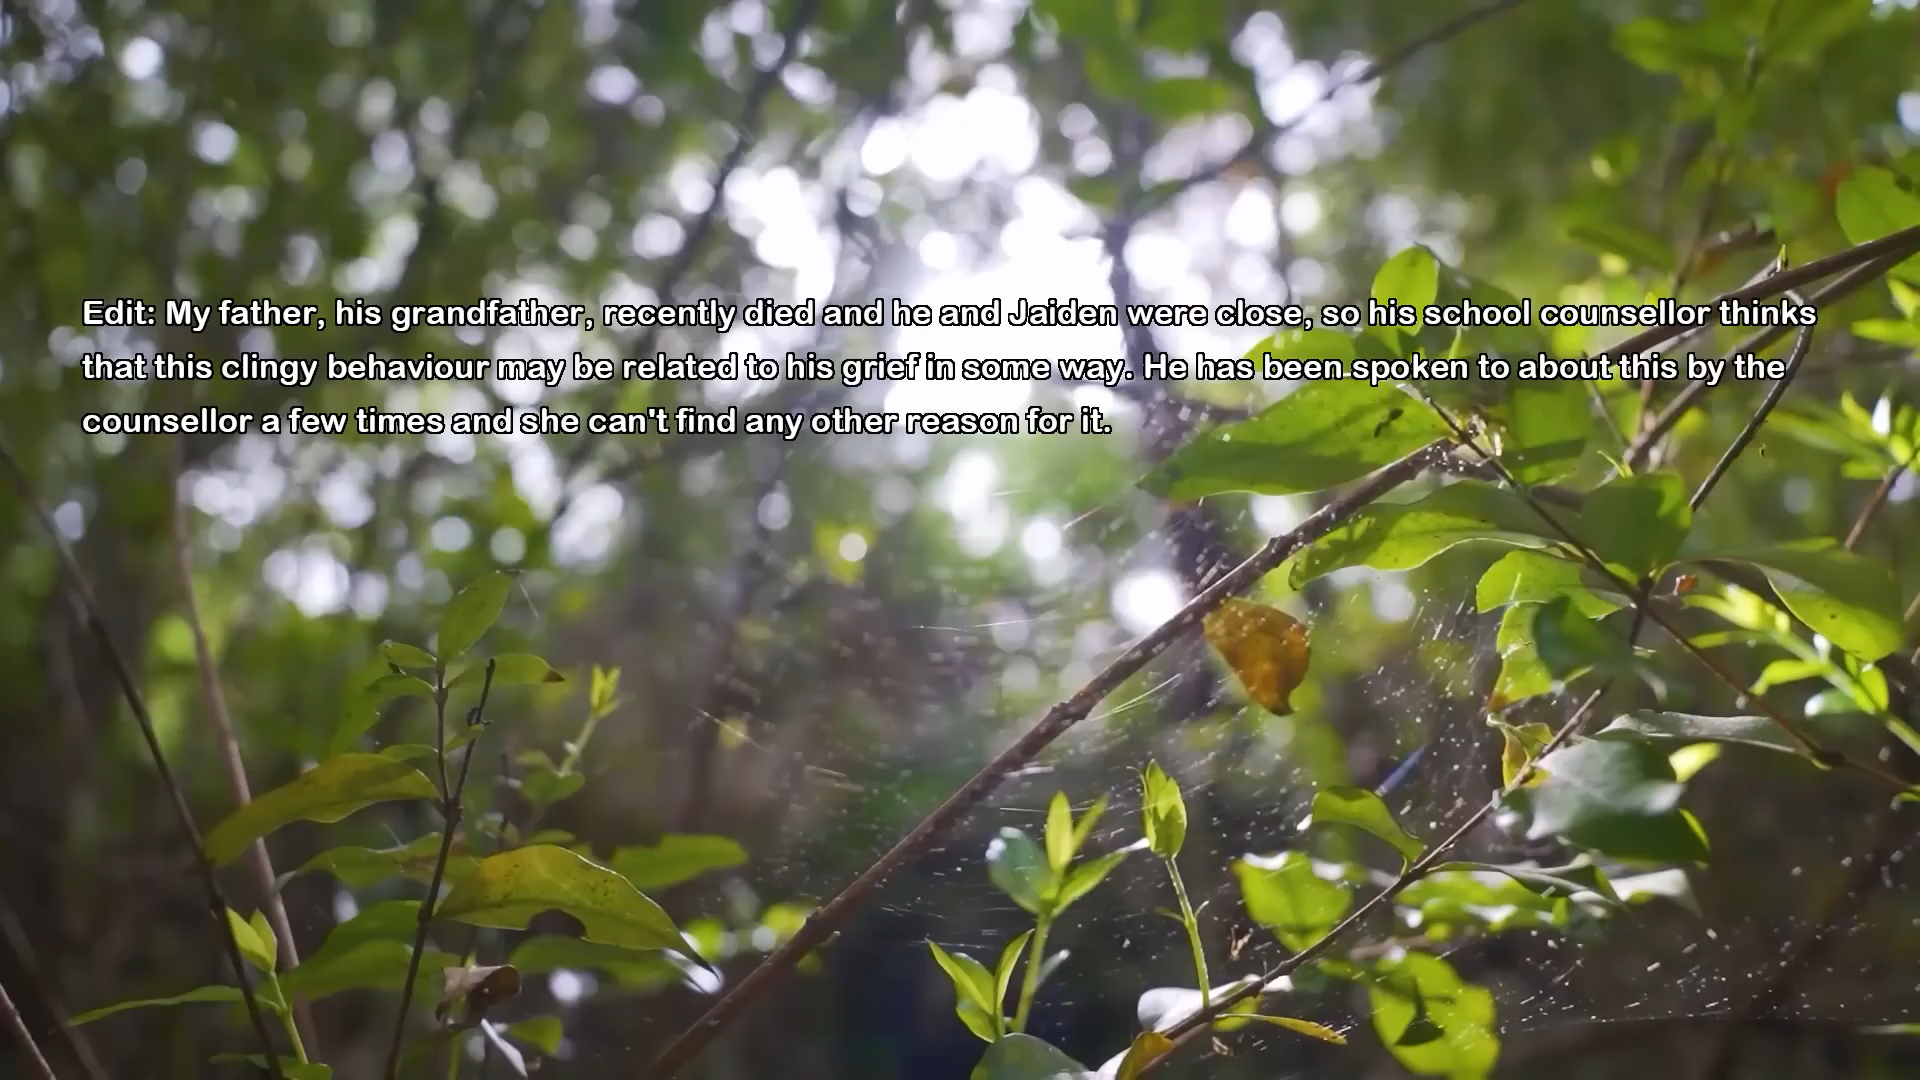 Edit: My father, his grandfather, recently died and he and Jaiden were close, so his school counsellor thinks
that this clingy behaviour may be related to his grief in some way. He has been spoken to about this by the
counsellor a few times and she can't find any other reason for it.